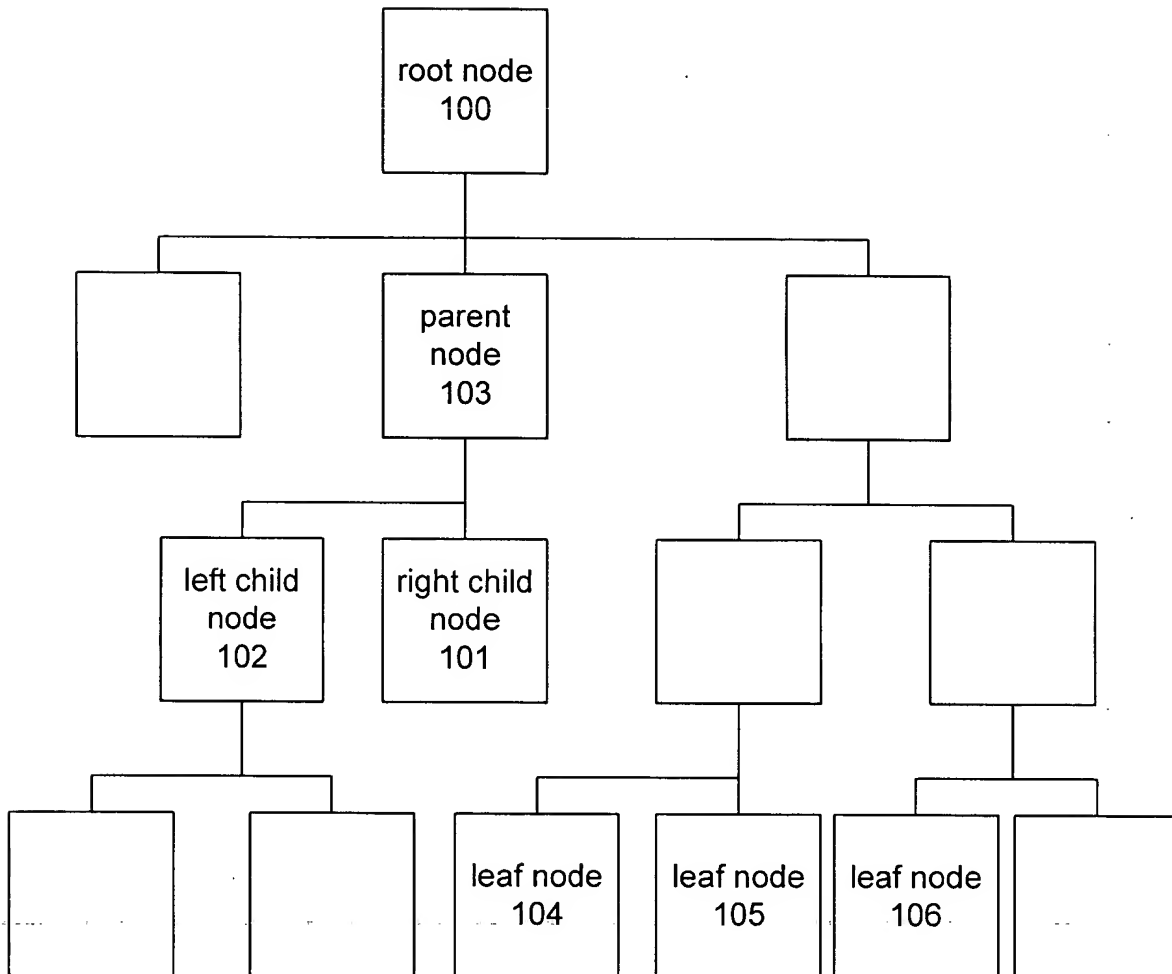 root node
100
parent
node
103
left child
node
102
right child
node
101
leaf node
104
leaf node
105
leaf node
106